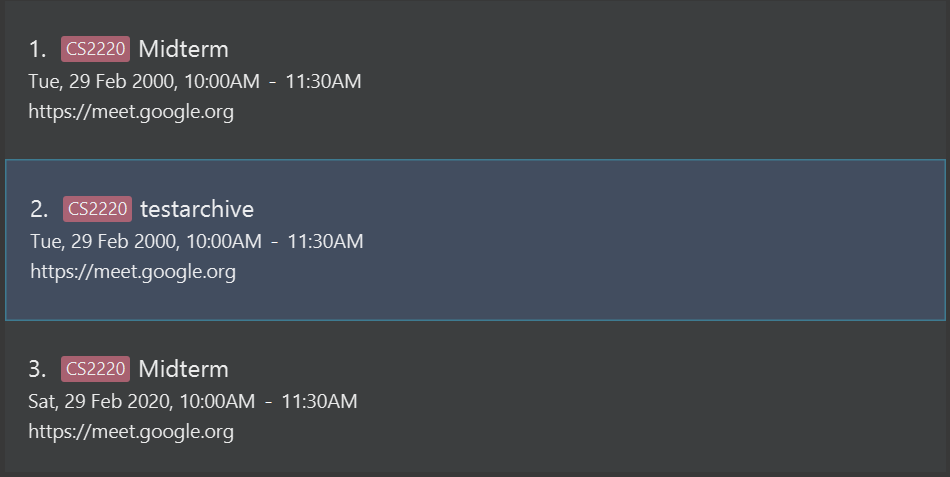 1. CS2220 Midterm
Tue, 29 Feb 2000, 10:00AM - 11:30AM
https://meet.google.org
2. CS2220 testarchive
Tue, 29 Feb 2000, 10:00AM - 11:30AM
https://meet.google.org
3. CS2220 Midterm
Sat, 29 Feb 2020, 10:00AM - 11:30AM
https://meet.google.org